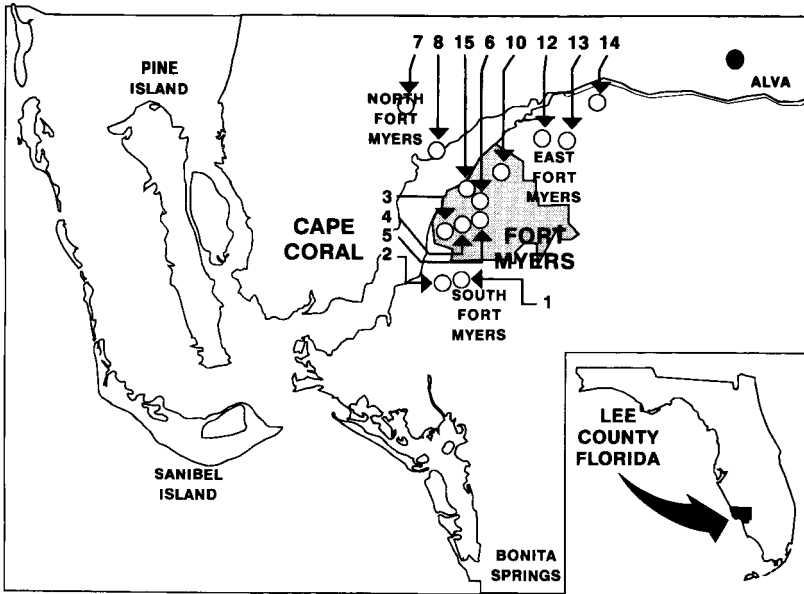 7 8 15 6 10 12 13 14
PINE
ISLAND
ALVA
NORTH
FORT
MYERS
EAST
FORT
MYERS
3
4
5
2
CAPE
CORAL
FORT
MYERS
SOUTH
FORT
MYERS
1
SANIBEL
ISLAND
BONITA
SPRINGS
LEE
COUNTY
FLORIDA